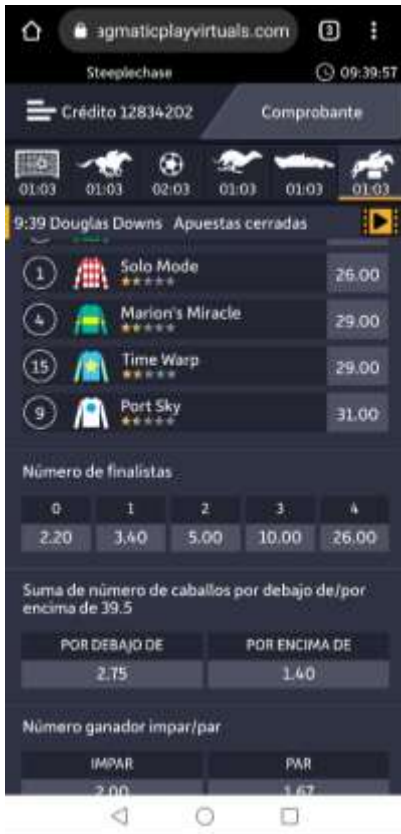 agmaticplayvirtuals.com 3
Steeplechase 09:39:57
Crédito 12834202 Comprobante
01:03 01:03 02:03 01:03 01:03 01:03
9:39 Douglas Downs Apuestas cerradas
1 Solo Mode 26.00
4 Marion's Miracle 29.00
15 Time Warp 29.00
9 Port Sky 31.00
Número de finalistas
0 1 2 3 4
2.20 3.40 5.00 10.00 26.00
Suma de número de caballos por debajo de/por
encima de 39.5
POR DEBAJO DE POR ENCIMA DE
2.75 1.40
Número ganador impar/par
IMPAR PAR
2.00 1.67